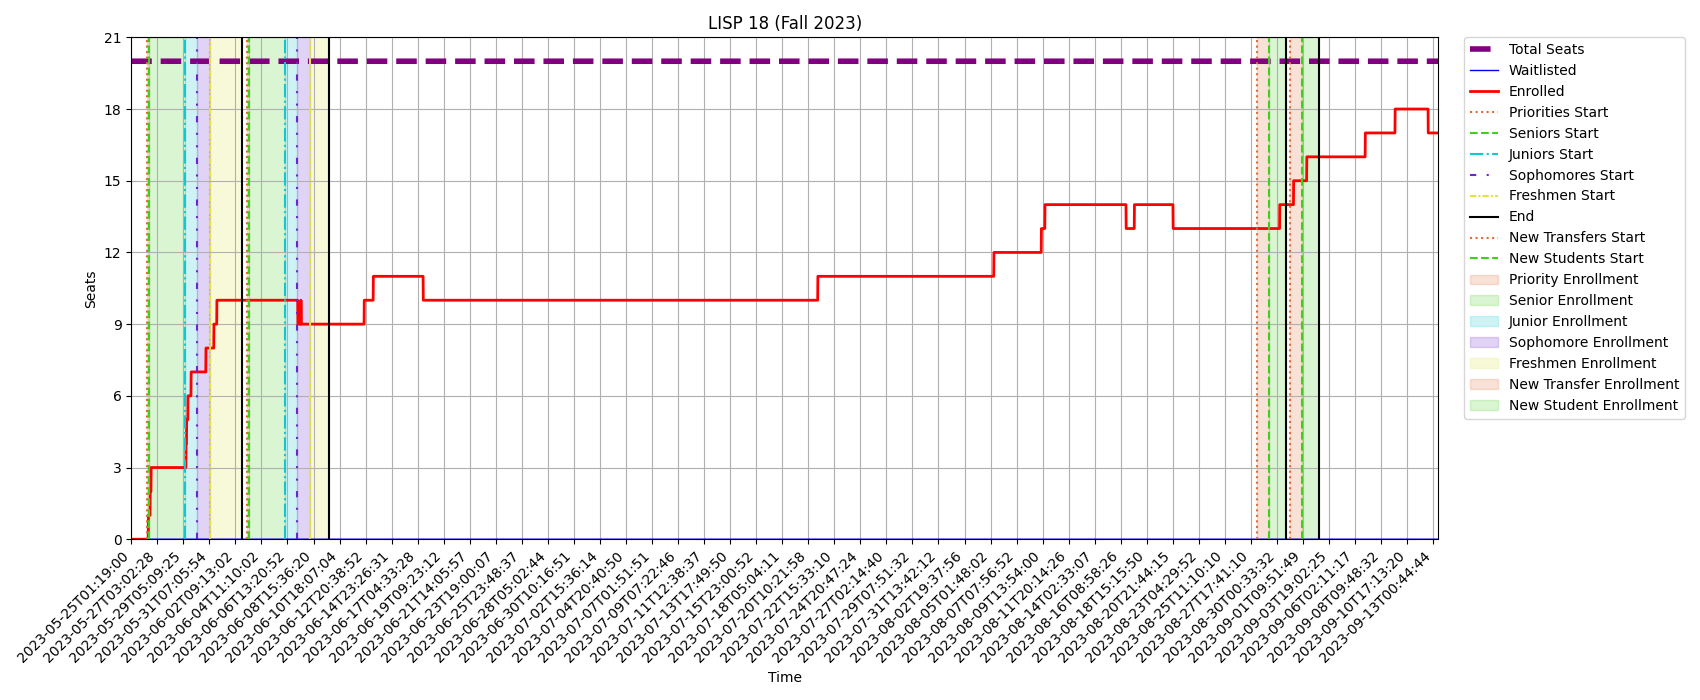 LISP 18 (Fall 2023)
21
18
15
12
9
6
3
0
Seats
2023-05-25T01:19:00
2023-05-27T03:02:28
2023-05-29T05:09:25
2023-05-31T07:05:54
2023-06-02T09:13:02
2023-06-04T11:10:02
2023-06-06T13:20:52
2023-06-08T15:36:20
2023-06-10T18:07:04
2023-06-12T20:38:52
2023-06-14T23:26:31
2023-06-17T04:33:28
2023-06-19T09:23:12
2023-06-21T14:05:57
2023-06-23T19:00:07
2023-06-25T23:48:37
2023-06-28T05:02:44
2023-06-30T10:16:51
2023-07-02T15:36:14
2023-07-04T20:40:50
2023-07-07T01:51:51
2023-07-09T07:22:46
2023-07-11T12:38:37
2023-07-13T17:49:50
2023-07-15T23:00:52
2023-07-18T05:04:11
2023-07-20T10:21:58
2023-07-22T15:33:10
2023-07-24T20:47:24
2023-07-27T02:14:40
2023-07-29T07:51:32
2023-07-31T13:42:12
2023-08-02T19:37:56
2023-08-05T01:48:02
2023-08-07T07:56:52
2023-08-09T13:54:00
2023-08-11T20:14:26
2023-08-14T02:33:07
2023-08-16T08:58:26
2023-08-18T15:15:50
2023-08-20T21:44:15
2023-08-23T04:29:52
2023-08-25T11:10:10
2023-08-27T17:41:10
2023-08-30T00:33:32
2023-09-01T09:51:49
2023-09-03T19:02:25
2023-09-06T02:11:17
2023-09-08T09:48:32
2023-09-10T17:13:20
2023-09-13T00:44:44
Time
Total Seats
Waitlisted
Enrolled
Priorities Start
Seniors Start
Juniors Start
Sophomores Start
Freshmen Start
End
New Transfers Start
New Students Start
Priority Enrollment
Senior Enrollment
Junior Enrollment
Sophomore Enrollment
Freshmen Enrollment
New Transfer Enrollment
New Student Enrollment